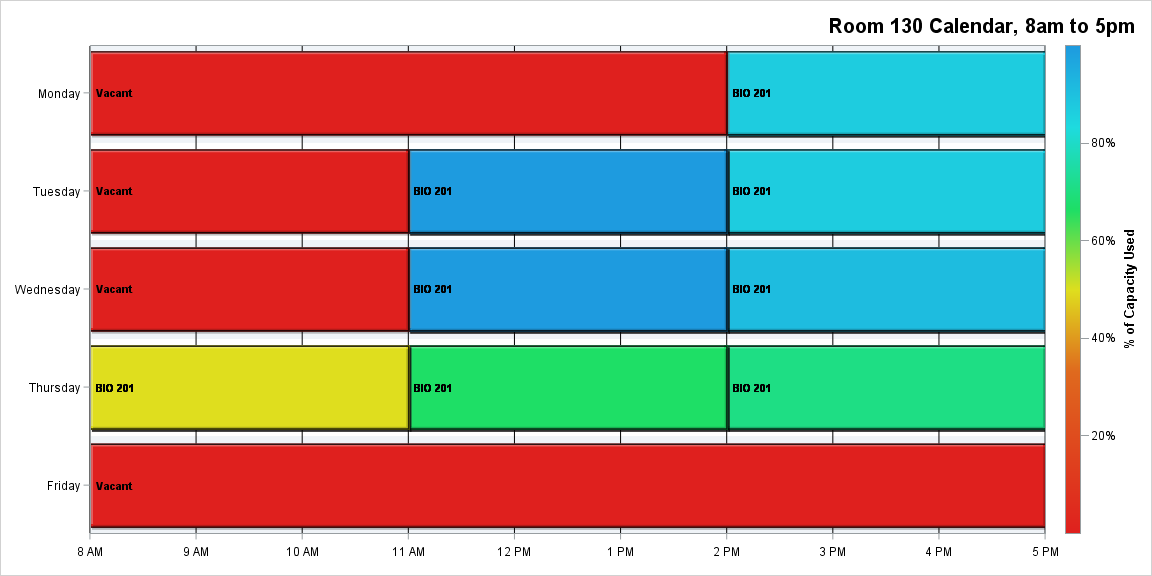 Room 130 Calendar, 8am to 5pm
Monday
Vacant
BIO 201
Tuesday
Vacant
BIO 201
BIO 201
Wednesday
Vacant
BIO 201
BIO 201
Thursday
BIO 201
BIO 201
BIO 201
Friday
Vacant
8 AM
9 AM
10 AM
11 AM
12 PM
1 PM
2 PM
3 PM
4 PM
5 PM
80%
60%
40%
20%
% of Capacity Used